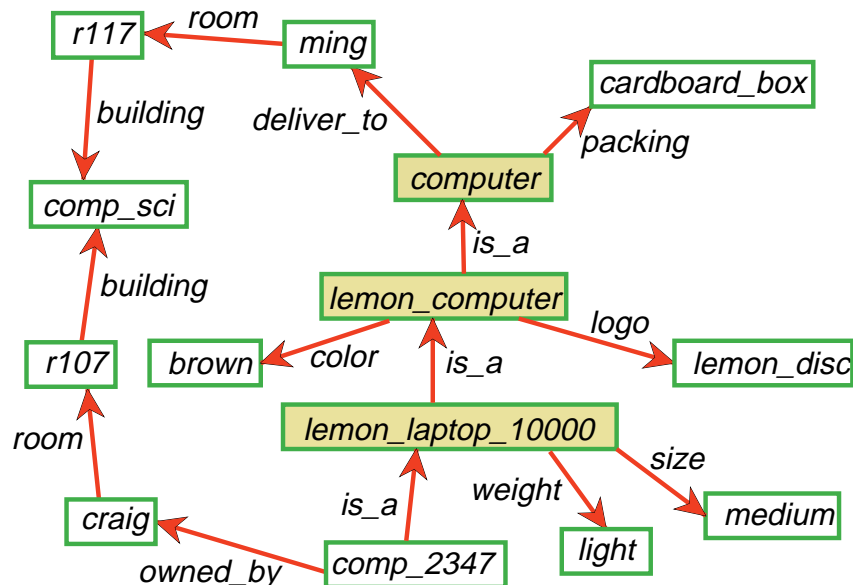 room
r117
ming
cardboard_box
building
deliver_to
packing
computer
comp_sci
is_a
building
lemon_computer
logo
r107
brown
color
is_a
lemon_disc
lemon_laptop_10000
room
size
weight
is_a
craig
medium
light
comp_2347
owned_by